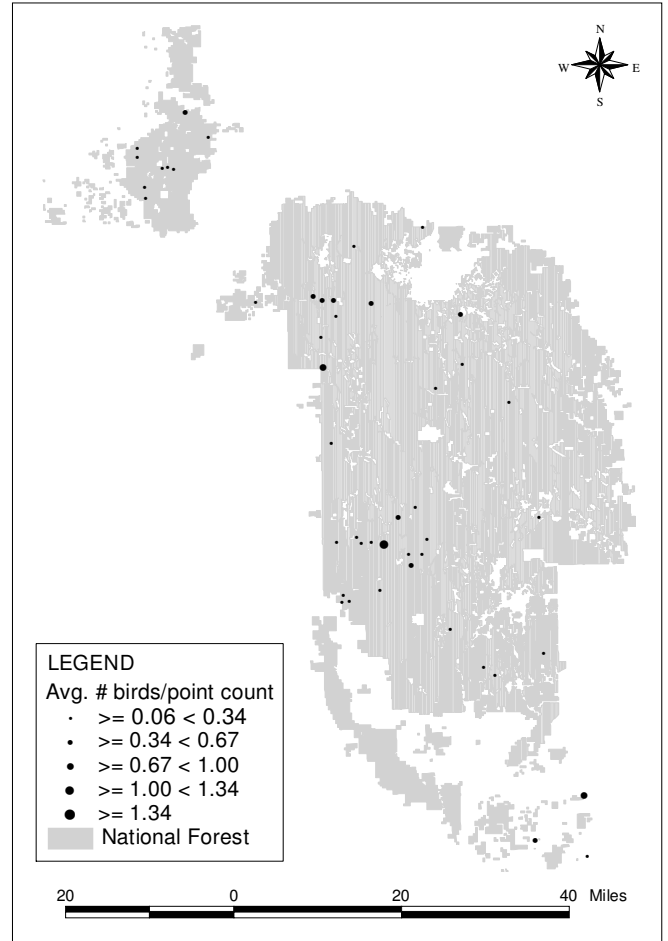 N
W E
S
LEGEND
Avg. # birds/point count
>= 0.06 < 0.34
>= 0.34 < 0.67
>= 0.67 < 1.00
>= 1.00 < 1.34
>= 1.34
National Forest
20 0 20 40 Miles